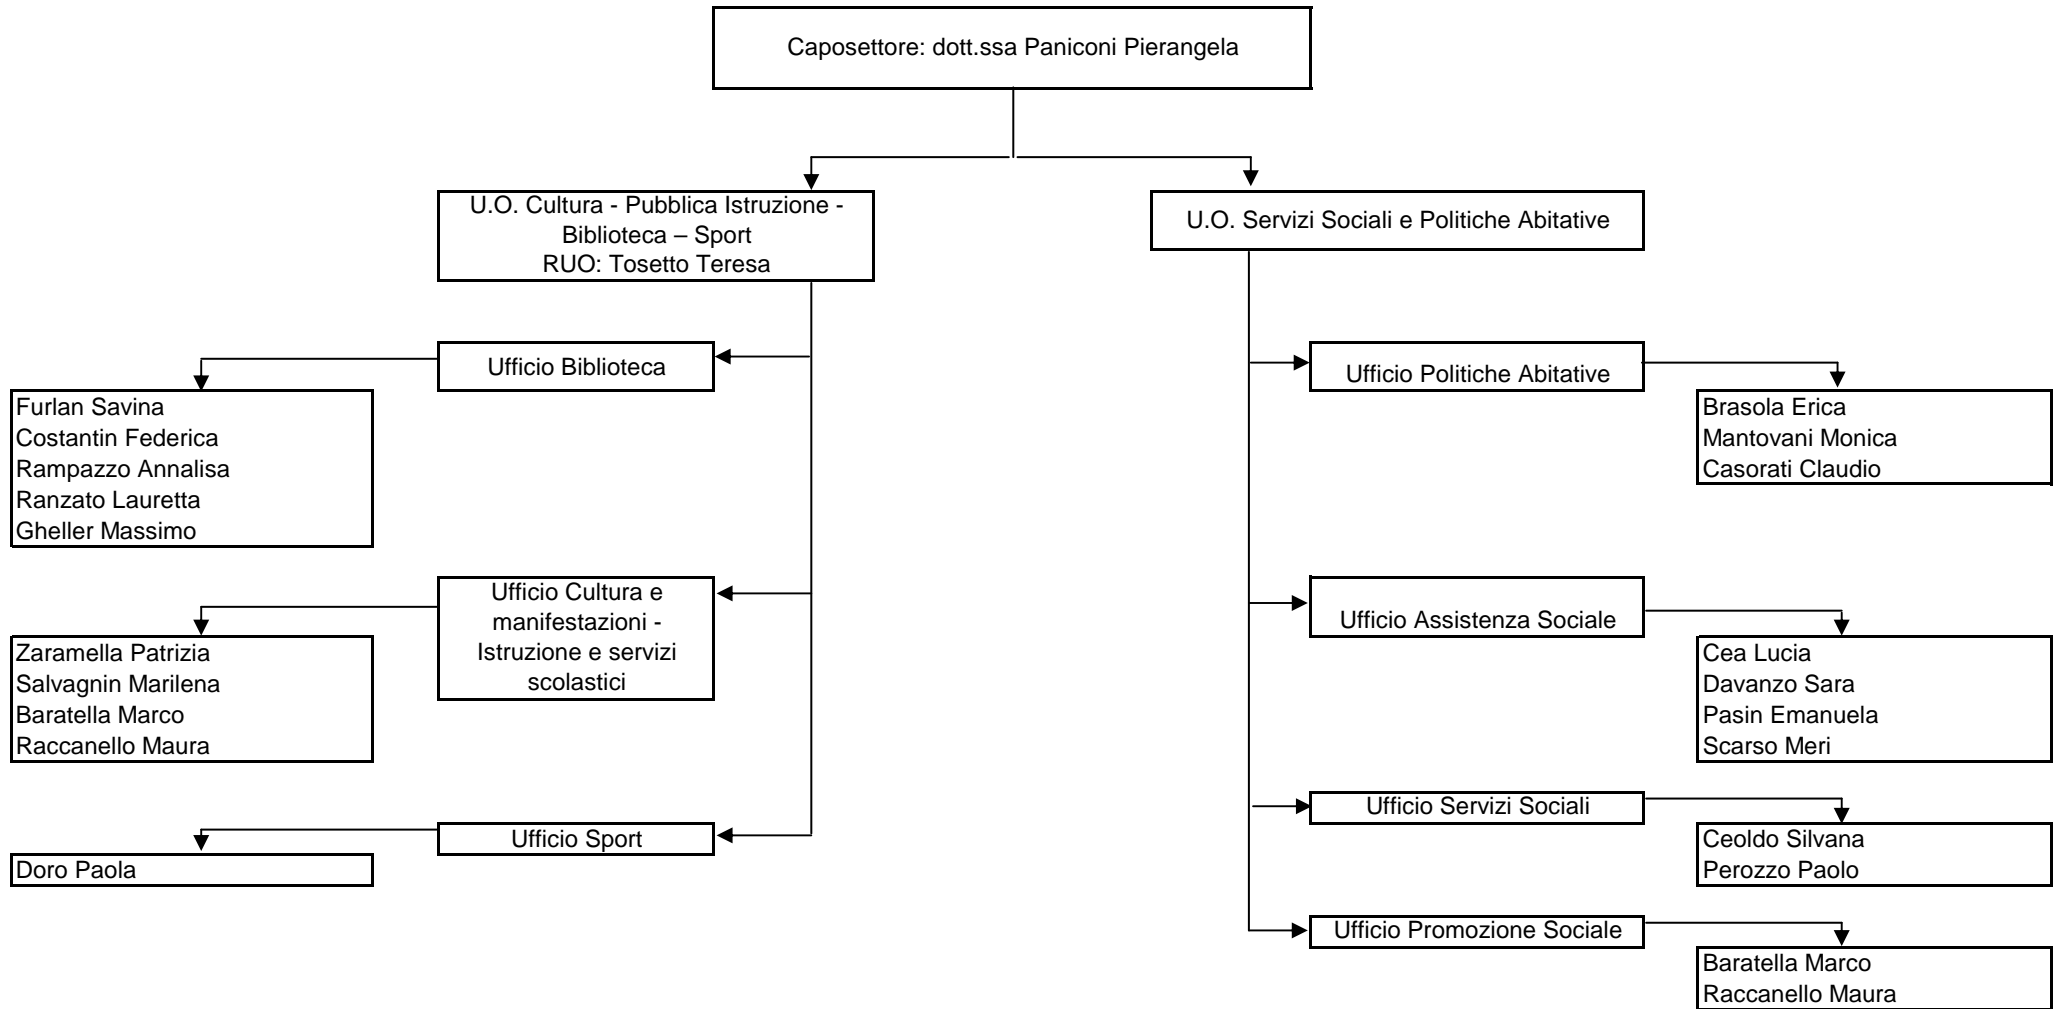 Caposettore: dott.ssa Paniconi Pierangela
U.O. Cultura - Pubblica Istruzione -
Biblioteca – Sport
RUO: Tosetto Teresa
Ufficio Biblioteca
Furlan Savina
Costantin Federica
Rampazzo Annalisa
Ranzato Lauretta
Gheller Massimo
Ufficio Cultura e
manifestazioni -
Istruzione e servizi
scolastici
Zaramella Patrizia
Salvagnin Marilena
Baratella Marco
Raccanello Maura
Ufficio Sport
Doro Paola
U.O. Servizi Sociali e Politiche Abitative
Ufficio Politiche Abitative
Brasola Erica
Mantovani Monica
Casorati Claudio
Ufficio Assistenza Sociale
Cea Lucia
Davanzo Sara
Pasin Emanuela
Scarso Meri
Ufficio Servizi Sociali
Ceoldo Silvana
Perozzo Paolo
Ufficio Promozione Sociale
Baratella Marco
Raccanello Maura